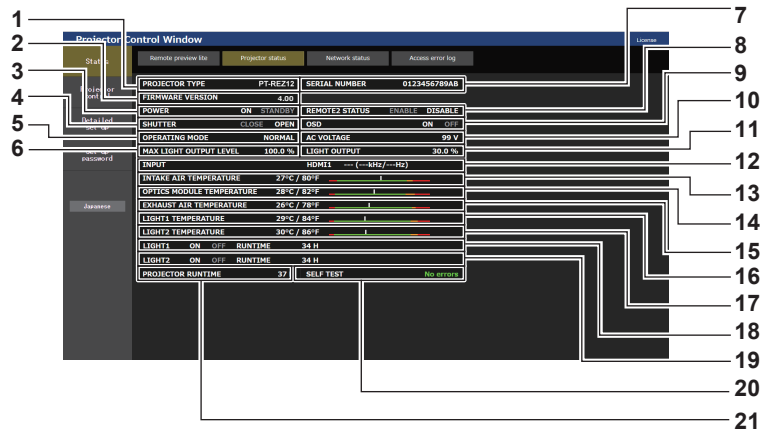 1
2
3
4
5
6
7
8
9
10
11
12
13
14
15
16
17
18
19
20
21
Projector Control Window
License
Status
Remote preview lite
Projector status
Network status
Access error log
Projector control
Detailed set up
Set up password
Japanese
PROJECTOR TYPE PT-REZ12 SERIAL NUMBER 0123456789AB
FIRMWARE VERSION 4.00
POWER ON STANDBY REMOTE2 STATUS ENABLE DISABLE
SHUTTER CLOSE OPEN OSD ON OFF
OPERATING MODE NORMAL AC VOLTAGE 99 V
MAX LIGHT OUTPUT LEVEL 100.0 % LIGHT OUTPUT 30.0 %
INPUT HDMI1 --- (---kHz/---Hz)
INTAKE AIR TEMPERATURE 27°C / 80°F
OPTICS MODULE TEMPERATURE 28°C / 82°F
EXHAUST AIR TEMPERATURE 26°C / 78°F
LIGHT1 TEMPERATURE 29°C / 84°F
LIGHT2 TEMPERATURE 30°C / 86°F
LIGHT1 ON OFF RUNTIME 34 H
LIGHT2 ON OFF RUNTIME 34 H
PROJECTOR RUNTIME 37 SELF TEST No errors